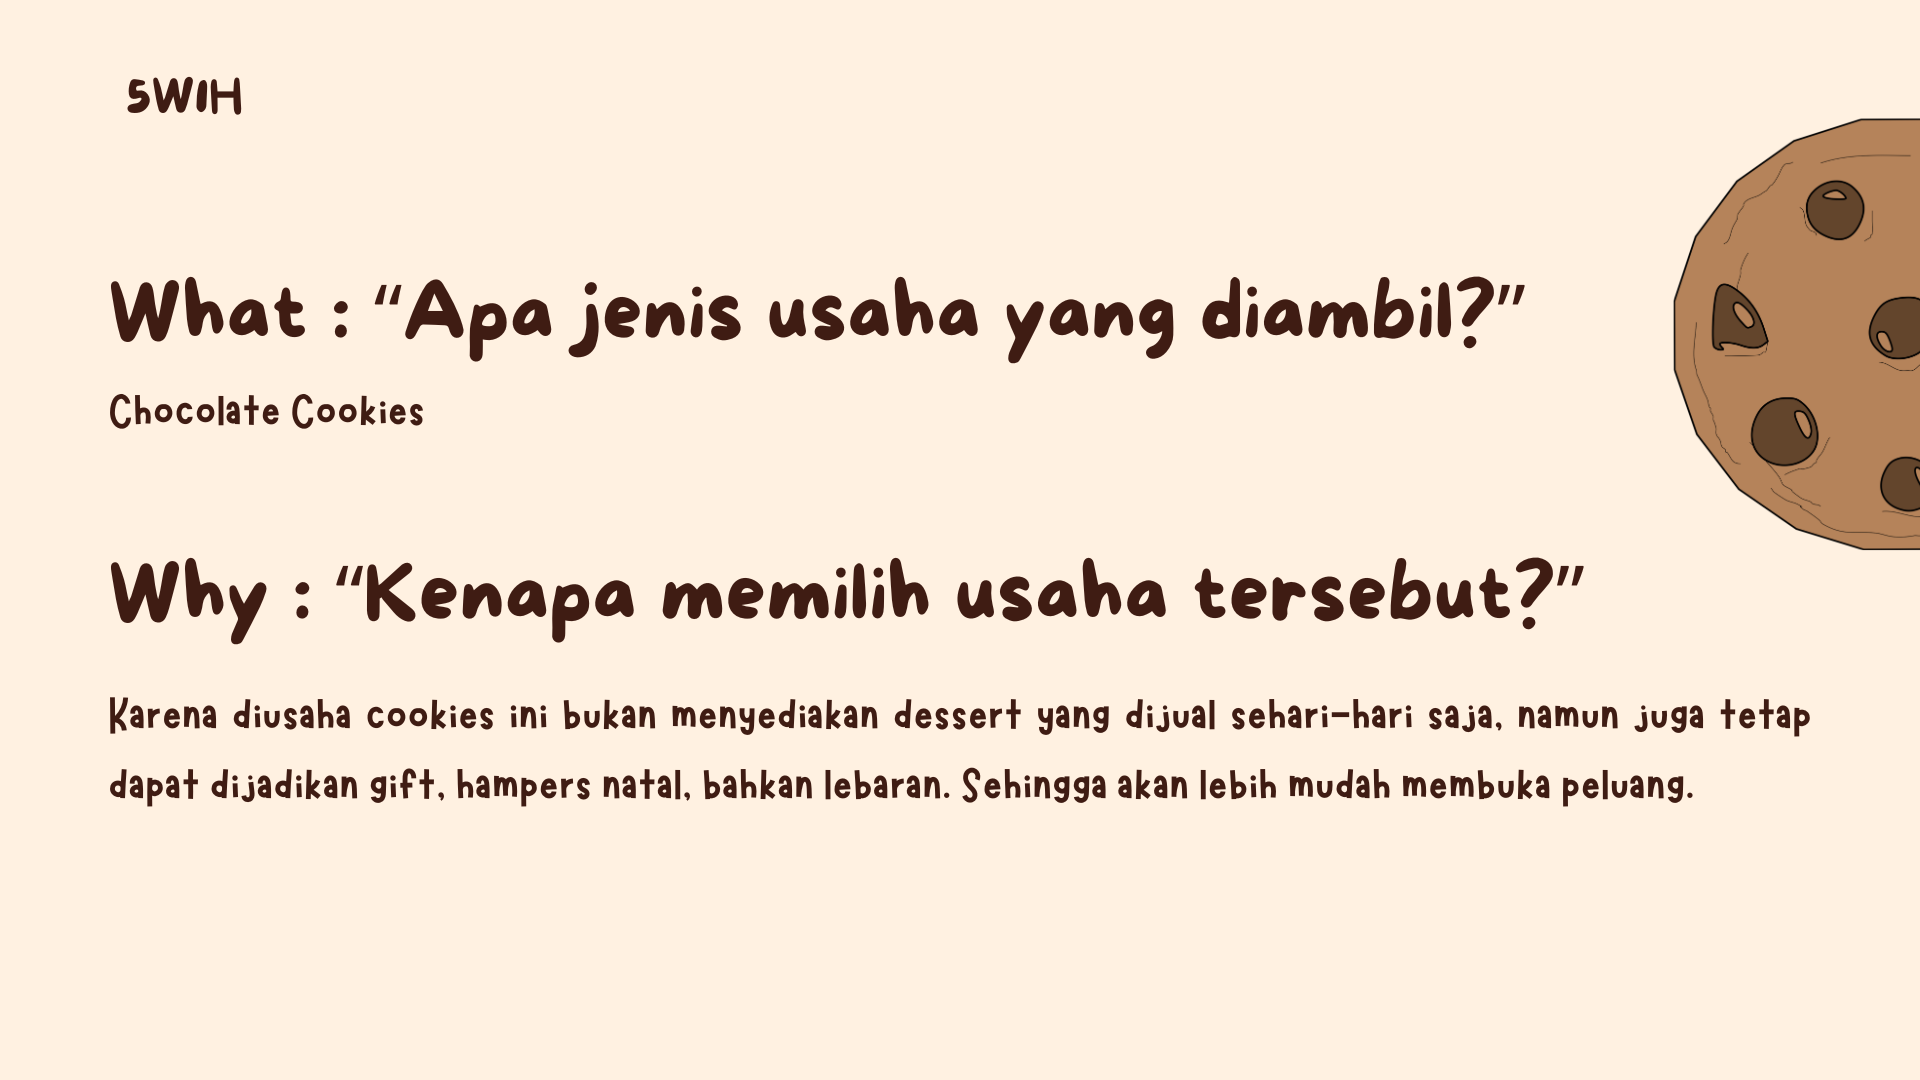 5W1H
What : “Apa jenis usaha yang diambil?”
Chocolate Cookies
Why : “Kenapa memilih usaha tersebut?”
Karena diusaha cookies ini bukan menyediakan dessert yang dijual sehari-hari saja, namun juga tetap
dapat dijadikan gift, hampers natal, bahkan lebaran. Sehingga akan lebih mudah membuka peluang.